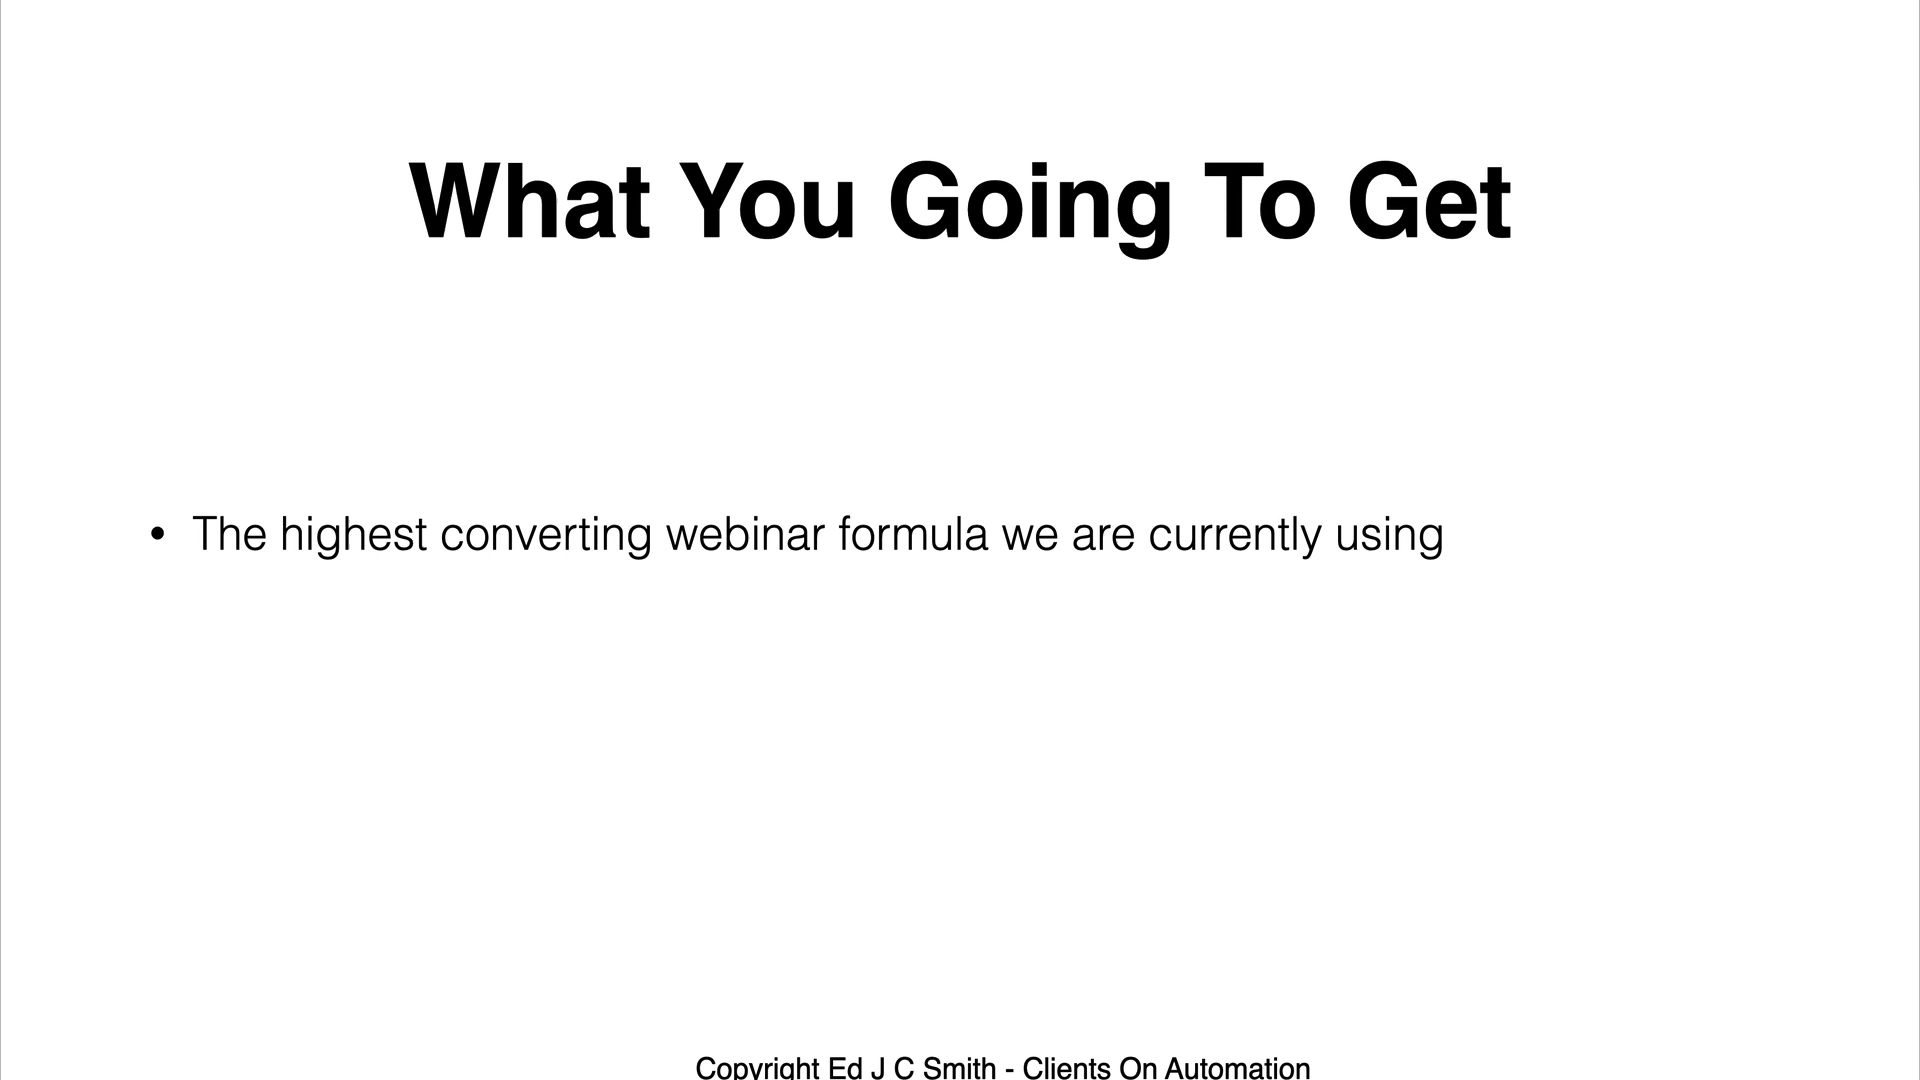 What You Going To Get
• The highest converting webinar formula we are currently using
Copyright Ed J C Smith - Clients On Automation